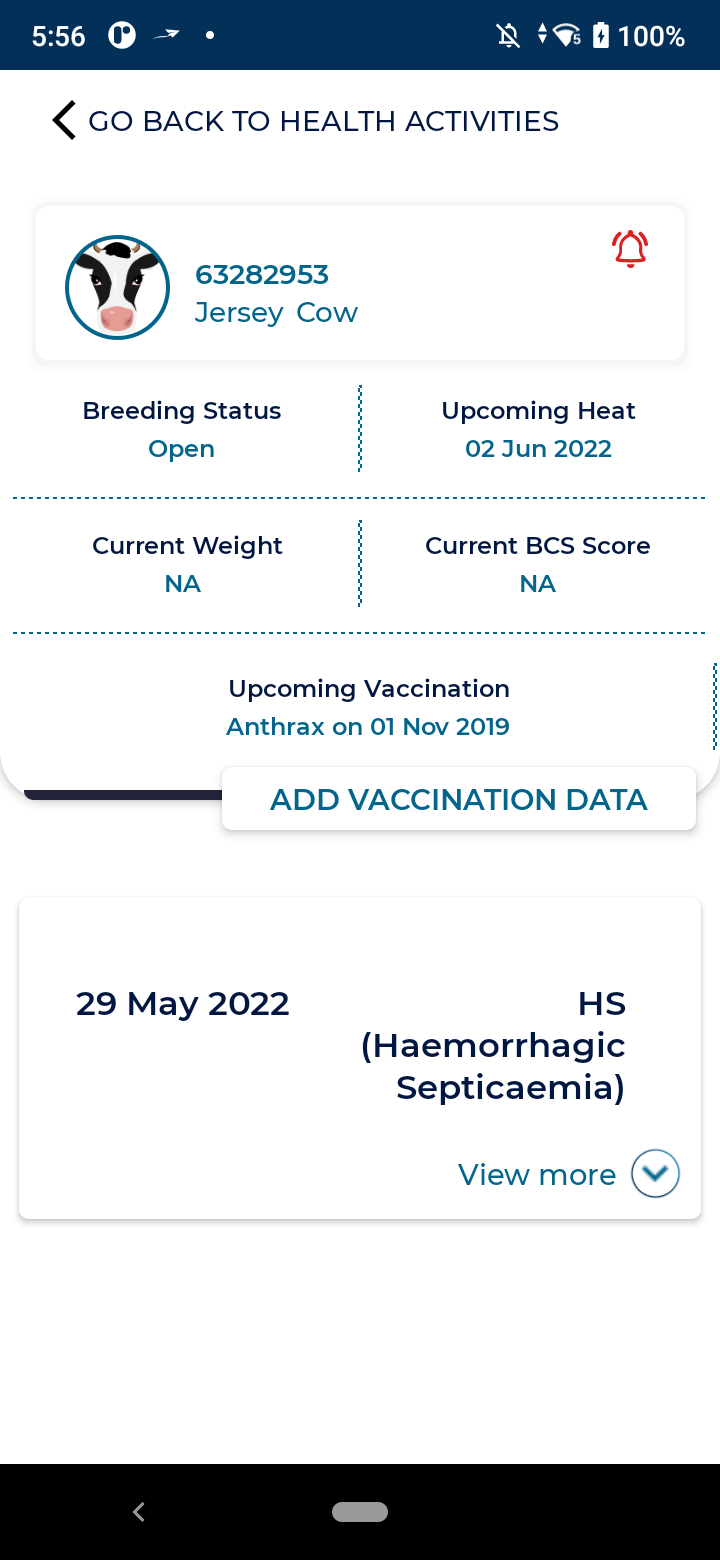 5:56
5
100%
GO BACK TO HEALTH ACTIVITIES
63282953
Jersey Cow
Breeding Status
Open
Upcoming Heat
02 Jun 2022
Current Weight
NA
Current BCS Score
NA
Upcoming Vaccination
Anthrax on 01 Nov 2019
ADD VACCINATION DATA
29 May 2022
HS
(Haemorrhagic
Septicaemia)
View more